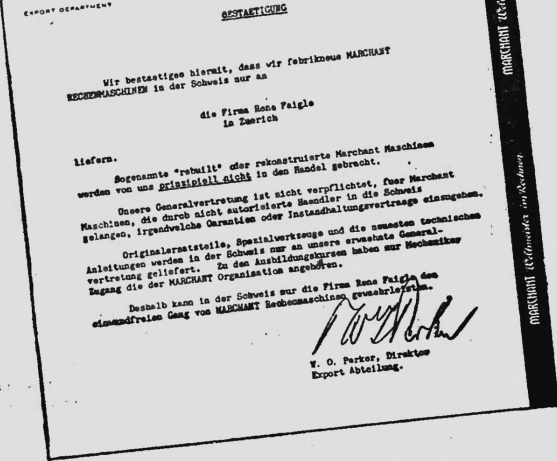 EXPORT DEPARTMENT
BESTAETIGUNG
Wir bestaetigen hiermit, dass wir fabrikneue MARCHANT
RECHENMASCHINEN in der Schweiz nur an
die Firma Rene Faigle
in Zuerich
liefern.
Sogenannte "rebuilt" oder rekonstruierte Marchant Maschinen
werden von uns prinzipiell nicht in den Handel gebracht.
Unsere Generalvertretung ist nicht verpflichtet, fuer Marchant
Maschinen, die durch nicht autorisierte Haendler in die Schweiz
gelangen, irgendwelche Garantien oder Instandhaltungsvertraege einzugehen.
Originalersatzteile, Spezialwerkzeuge und die neuesten technischen
Anleitungen werden in der Schweiz nur an unsere erwaehnte General-
vertretung geliefert. Zu den Ausbildungskursen haben nur Mechaniker
Zugang die der MARCHANT Organisation angehören.
Deshalb kann in der Schweiz nur die Firma Rene Faigle den
einwandfreien Gang von MARCHANT Rechenmaschinen gewaehrleisten.
W. O. Perker, Direktor
Export Abteilung.
MARCHANT Weltmeister im Rechnen.
MARCHANT